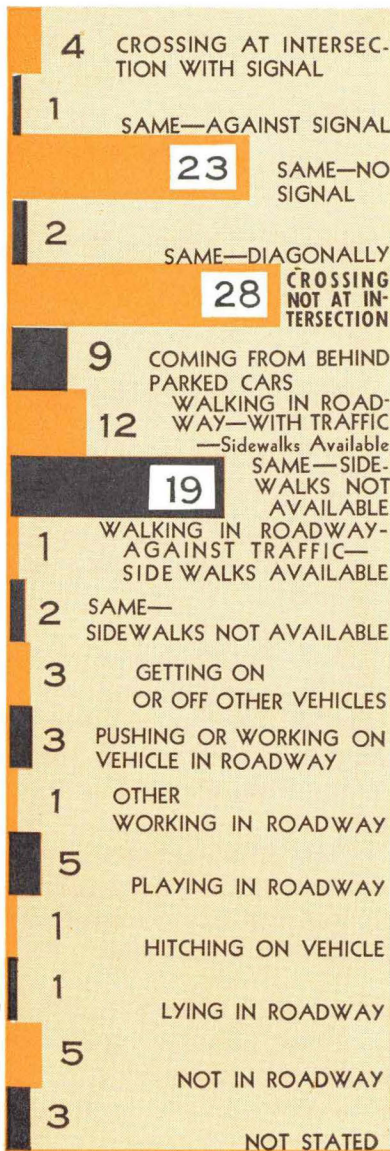 4 CROSSING AT INTERSEC-
TION WITH SIGNAL
1
SAME—AGAINST SIGNAL
23 SAME—NO
SIGNAL
2
SAME—DIAGONALLY
28 CROSSING
NOT AT IN-
TERSECTION
9 COMING FROM BEHIND
PARKED CARS
12 WALKING IN ROAD-
WAY—WITH TRAFFIC
—Sidewalks Available
19 SAME—SIDE-
WALKS NOT
AVAILABLE
1 WALKING IN ROADWAY-
AGAINST TRAFFIC—
SIDE WALKS AVAILABLE
2 SAME—
SIDEWALKS NOT AVAILABLE
3 GETTING ON
OR OFF OTHER VEHICLES
3 PUSHING OR WORKING ON
VEHICLE IN ROADWAY
1 OTHER
WORKING IN ROADWAY
5
PLAYING IN ROADWAY
1
HITCHING ON VEHICLE
1
LYING IN ROADWAY
5
NOT IN ROADWAY
3
NOT STATED